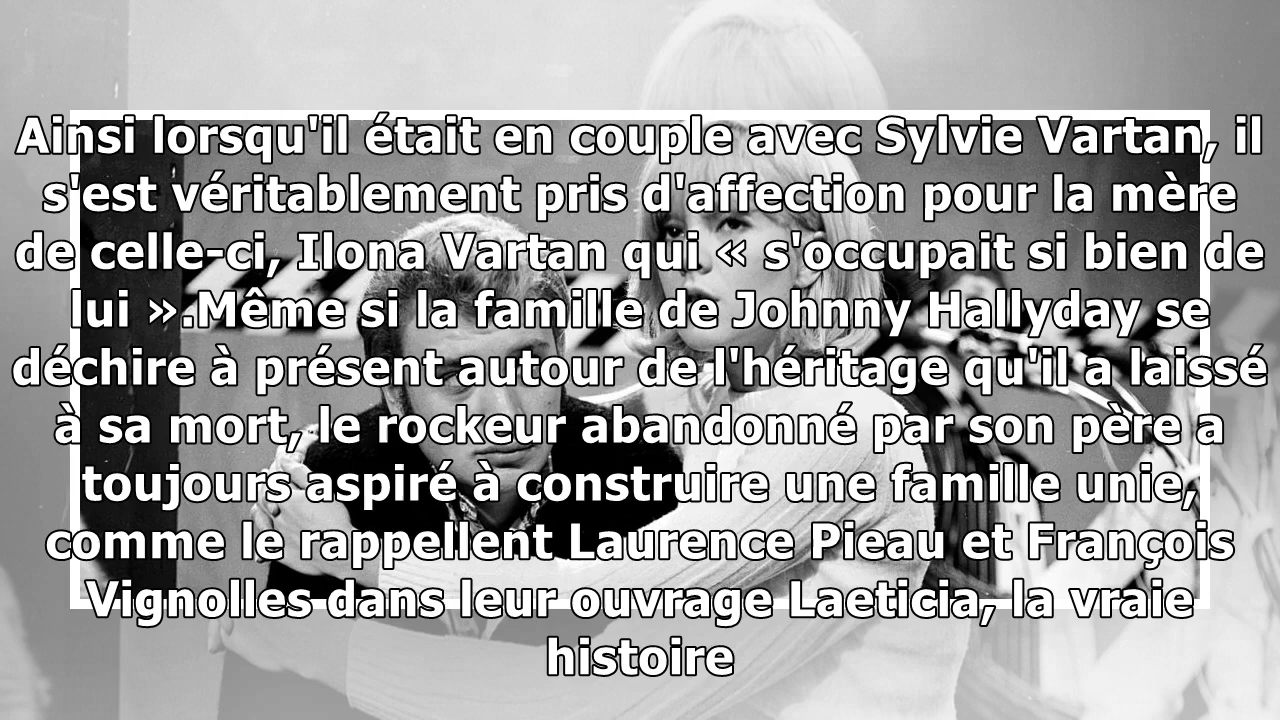 Ainsi lorsqu'il était en couple avec Sylvie Vartan, il
s'est véritablement pris d'affection pour la mère
de celle-ci, Ilona Vartan qui « s'occupait si bien de
lui ».Même si la famille de Johnny Hallyday se
déchire à présent autour de l'héritage qu'il a laissé
à sa mort, le rockeur abandonné par son père a
toujours aspiré à construire une famille unie,
comme le rappellent Laurence Pieau et François
Vignolles dans leur ouvrage Laeticia, la vraie
histoire